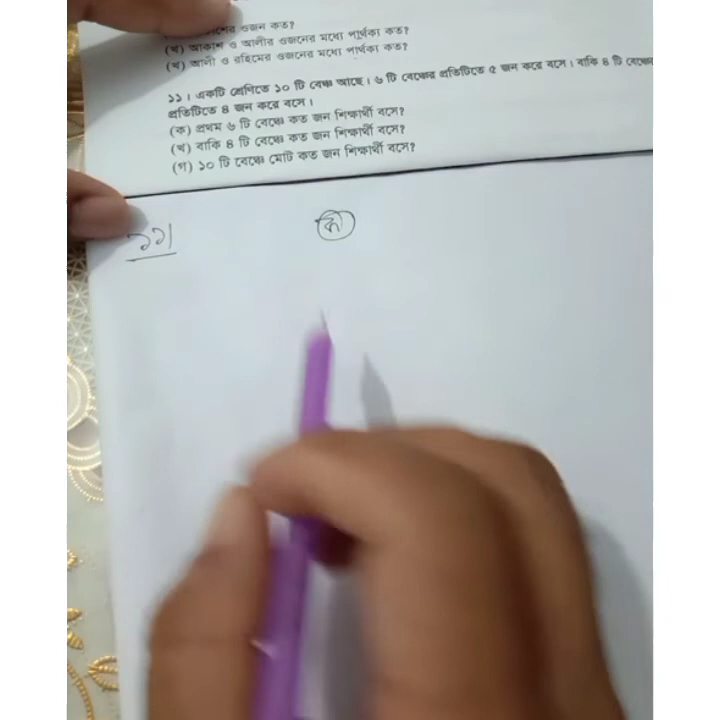 ওজন কত?
(খ) আকাশ ও আলীর ওজনের মধ্যে পার্থক্য কত?
(ঘ) আলী ও রহিমের ওজনের মধ্যে পার্থক্য কত?
১১। একটি শ্রেণিতে ১০ টি বেঞ্চ আছে। ৬ টি বেঞ্চের প্রতিটিতে ৫ জন করে বসে। বাকি ৪ টি বেঞ্চের
প্রতিটিতে ৪ জন করে বসে।
(ক) প্রথম ৬ টি বেঞ্চে কত জন শিক্ষার্থী বসে?
(খ) বাকি ৪ টি বেঞ্চে কত জন শিক্ষার্থী বসে?
(গ) ১০ টি বেঞ্চে মোট কত জন শিক্ষার্থী বসে?
১১। ক